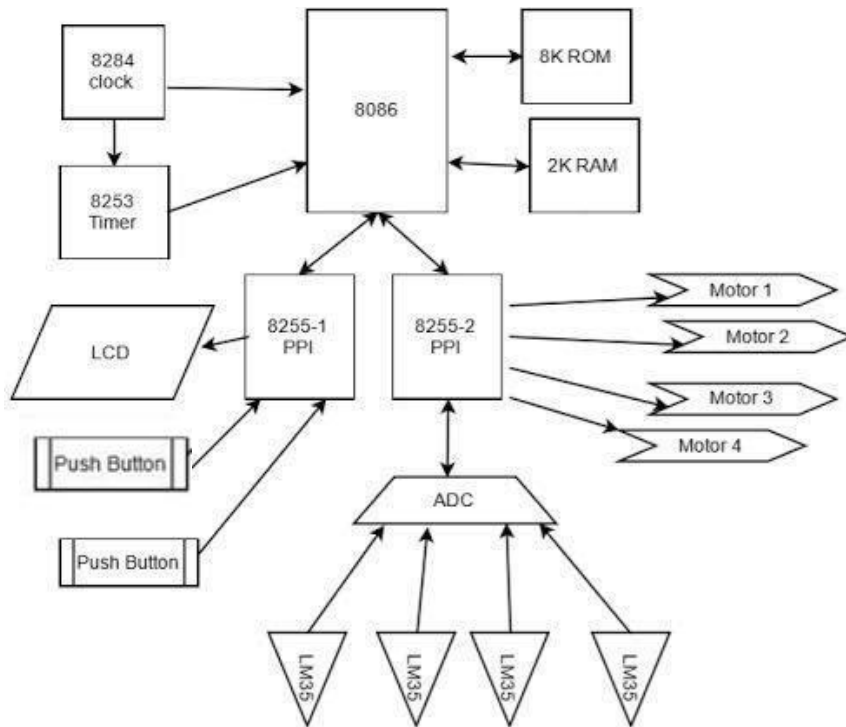 8284
clock
8086
8K ROM
2K RAM
8253
Timer
8255-1
PPI
8255-2
PPI
LCD
Motor 1
Motor 2
Motor 3
Motor 4
Push Button
Push Button
ADC
LM35
LM35
LM35
LM35